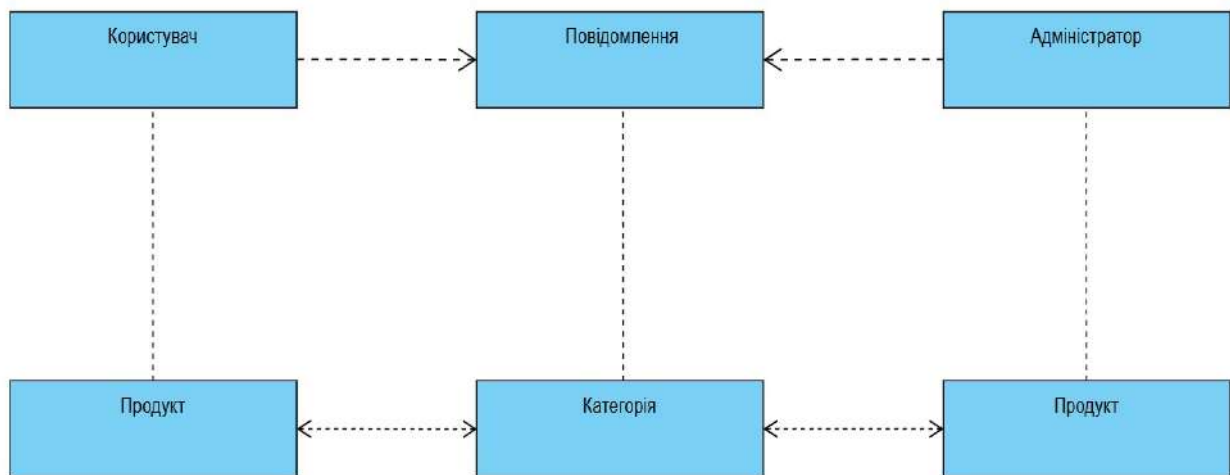 Користувач
Повідомлення
Адміністратор
Продукт
Категорія
Продукт